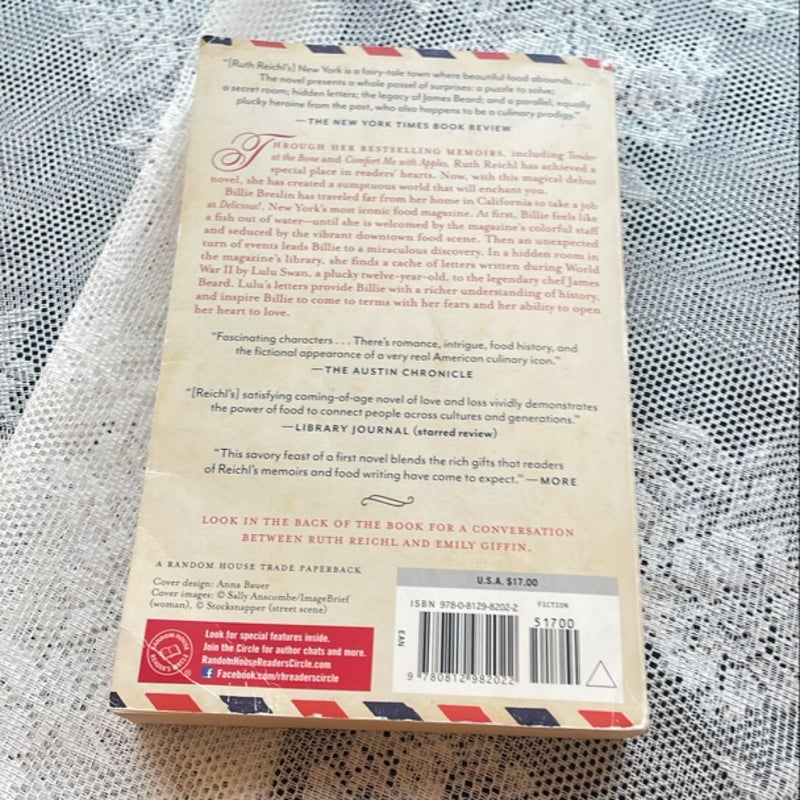 "[Ruth Reichl's] New York is a fairy-tale town where beautiful food abounds....
The novel presents a whole passel of surprises: a puzzle to solve;
a secret room; hidden letters; the legacy of James Beard; and a parallel, equally
plucky heroine from the past, who also happens to be a culinary prodigy."
—THE NEW YORK TIMES BOOK REVIEW
THROUGH HER BESTSELLING MEMOIRS, including Tender
at the Bone and Comfort Me with Apples, Ruth Reichl has achieved a
special place in readers' hearts. Now, with this magical debut
novel, she has created a sumptuous world that will enchant you.
Billie Breslin has traveled far from her home in California to take a job
at Delicious!, New York's most iconic food magazine. At first, Billie feels like
a fish out of water—until she is welcomed by the magazine's colorful staff
and seduced by the vibrant downtown food scene. Then an unexpected
turn of events leads Billie to a miraculous discovery. In a hidden room in
the magazine's library, she finds a cache of letters written during World
War II by Lulu Swan, a plucky twelve-year-old, to the legendary chef James
Beard. Lulu's letters provide Billie with a richer understanding of history,
and inspire Billie to come to terms with her fears and her ability to open
her heart to love.
"Fascinating characters... There's romance, intrigue, food history, and
the fictional appearance of a very real American culinary icon."
—THE AUSTIN CHRONICLE
"[Reichl's] satisfying coming-of-age novel of love and loss vividly demonstrates
the power of food to connect people across cultures and generations."
—LIBRARY JOURNAL (starred review)
"This savory feast of a first novel blends the rich gifts that readers
of Reichl's memoirs and food writing have come to expect." —MORE
LOOK IN THE BACK OF THE BOOK FOR A CONVERSATION
BETWEEN RUTH REICHL AND EMILY GIFFIN.
A RANDOM HOUSE TRADE PAPERBACK
Cover design: Anna Bauer
Cover images: © Sally Anscombe/ImageBrief
(woman), © Stocksnapper (street scene)
RANDOM HOUSE
READER'S CIRCLE
Look for special features inside.
Join the Circle for author chats and more.
RandomHouseReadersCircle.com
f Facebook.com/rhreaderscircle
U.S.A. $17.00
ISBN 978-0-8129-8202-2
FICTION
51700
EAN
9 780812 982022